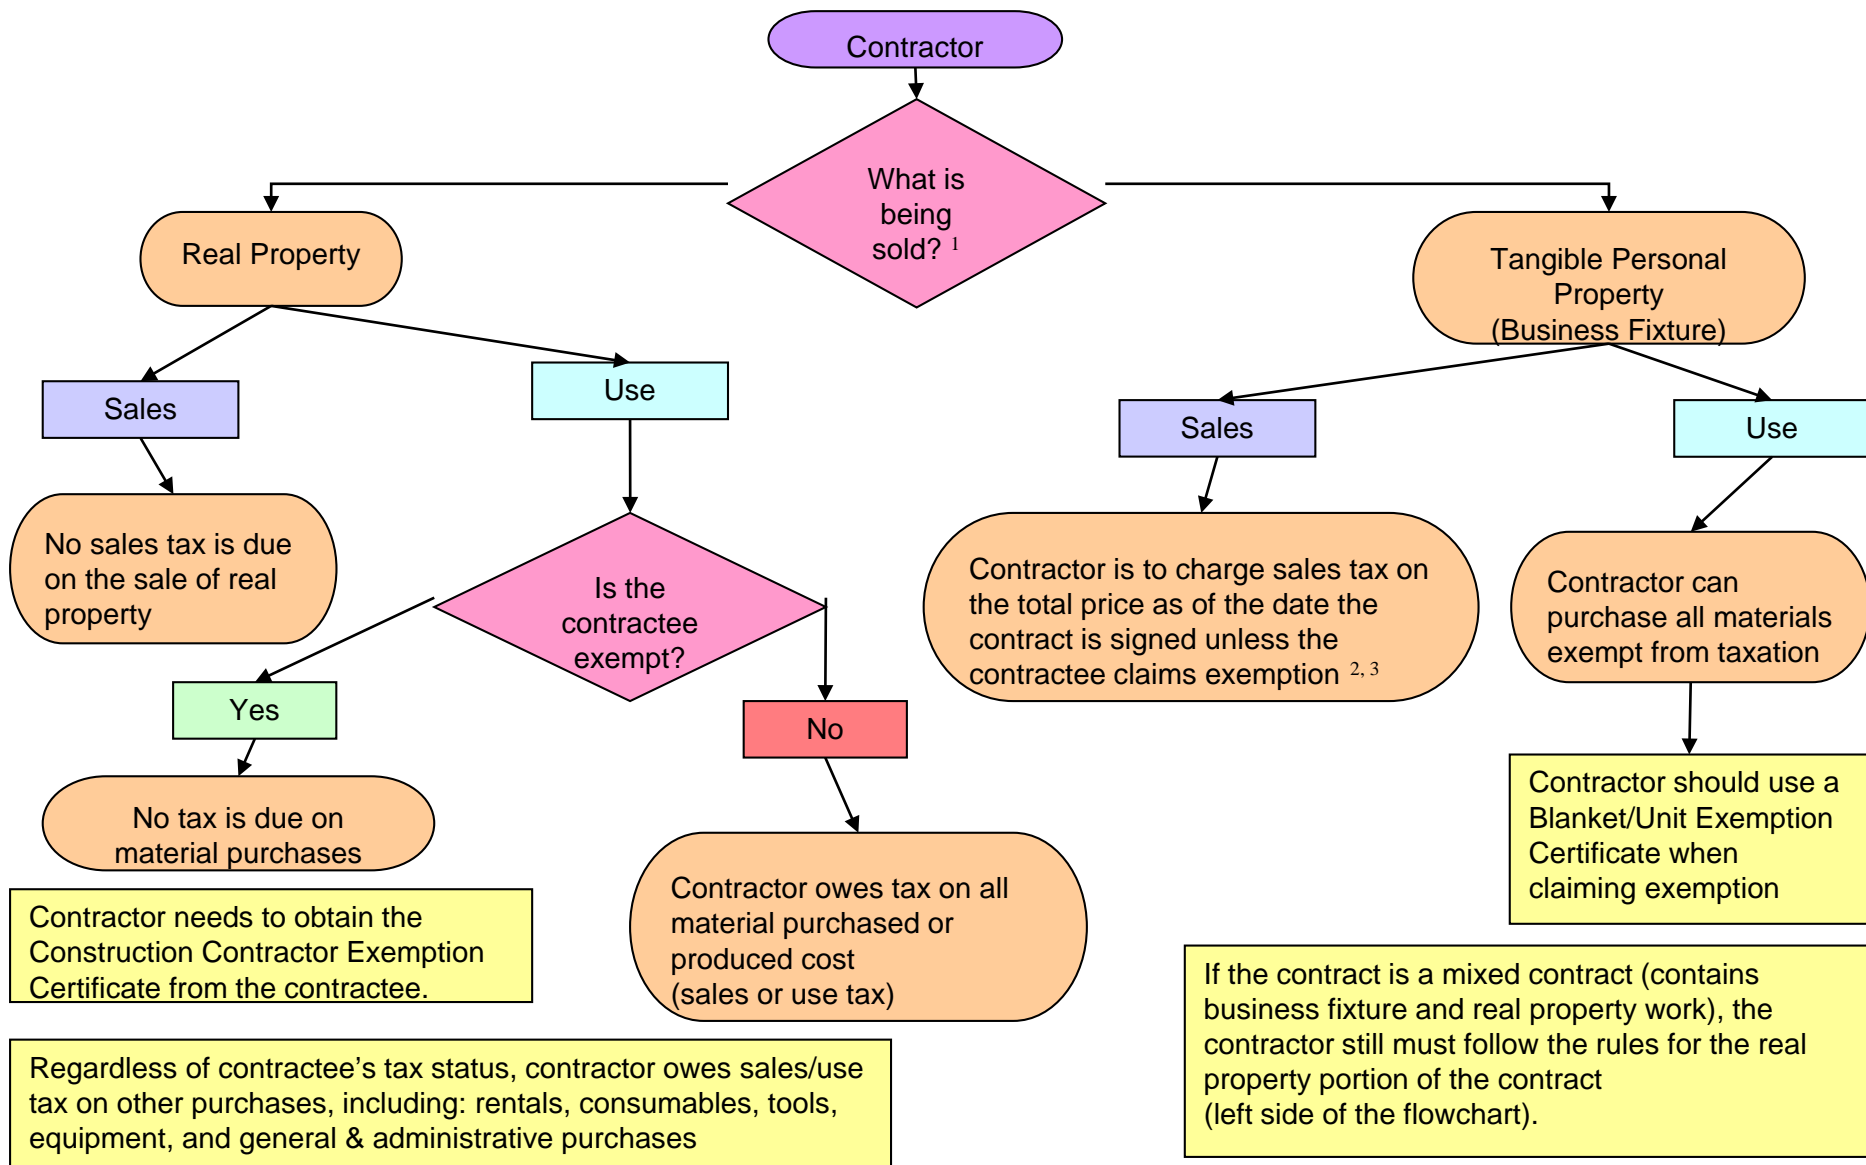 Contractor
What is
being
sold? 1
Real Property
Tangible Personal
Property
(Business Fixture)
Sales
Use
Sales
Use
No sales tax is due
on the sale of real
property
Is the
contractee
exempt?
Contractor is to charge sales tax on
the total price as of the date the
contract is signed unless the
contractee claims exemption 2, 3
Contractor can
purchase all materials
exempt from taxation
Yes
No
No tax is due on
material purchases
Contractor owes tax on all
material purchased or
produced cost
(sales or use tax)
Contractor should use a
Blanket/Unit Exemption
Certificate when
claiming exemption
Contractor needs to obtain the
Construction Contractor Exemption
Certificate from the contractee.
If the contract is a mixed contract (contains
business fixture and real property work), the
contractor still must follow the rules for the real
property portion of the contract
(left side of the flowchart).
Regardless of contractee’s tax status, contractor owes sales/use
tax on other purchases, including: rentals, consumables, tools,
equipment, and general & administrative purchases